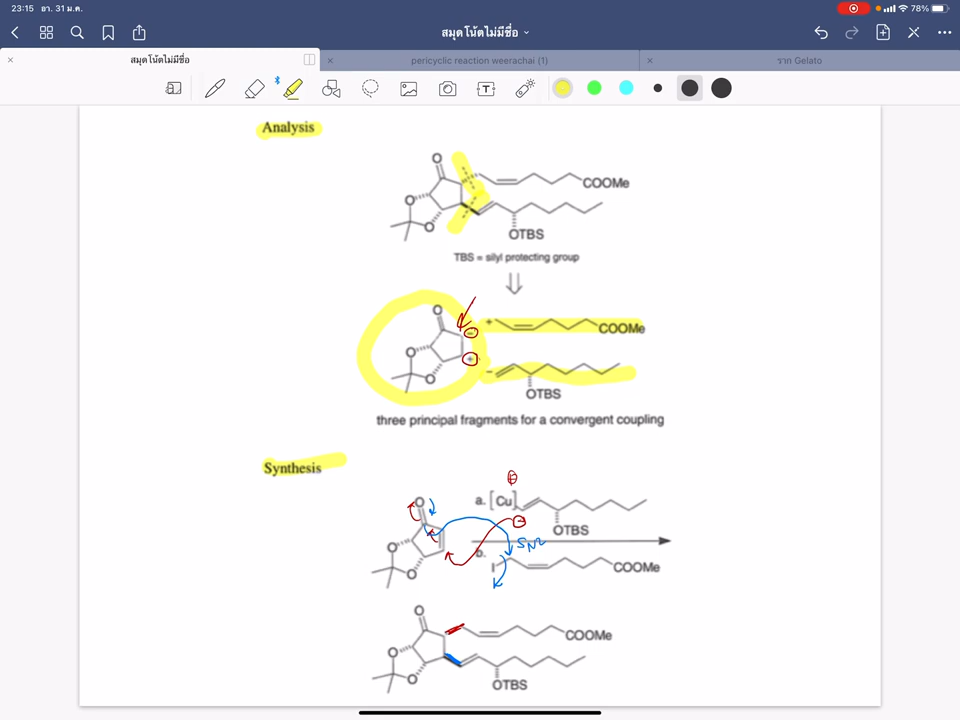 23:15 อา. 31 ม.ค.
78%
สมุดโน้ตไม่มีชื่อ
สมุดโน้ตไม่มีชื่อ
pericyclic reaction weerachai (1)
ราก Gelato
T
Analysis
O
COOMe
O
O
OTBS
TBS = silyl protecting group
O
+
COOMe
-
O
+
-
O
OTBS
three principal fragments for a convergent coupling
Synthesis
+
O
a. [Cu]
-
OTBS
SN2
O
b.
I
COOMe
O
O
COOMe
O
O
OTBS